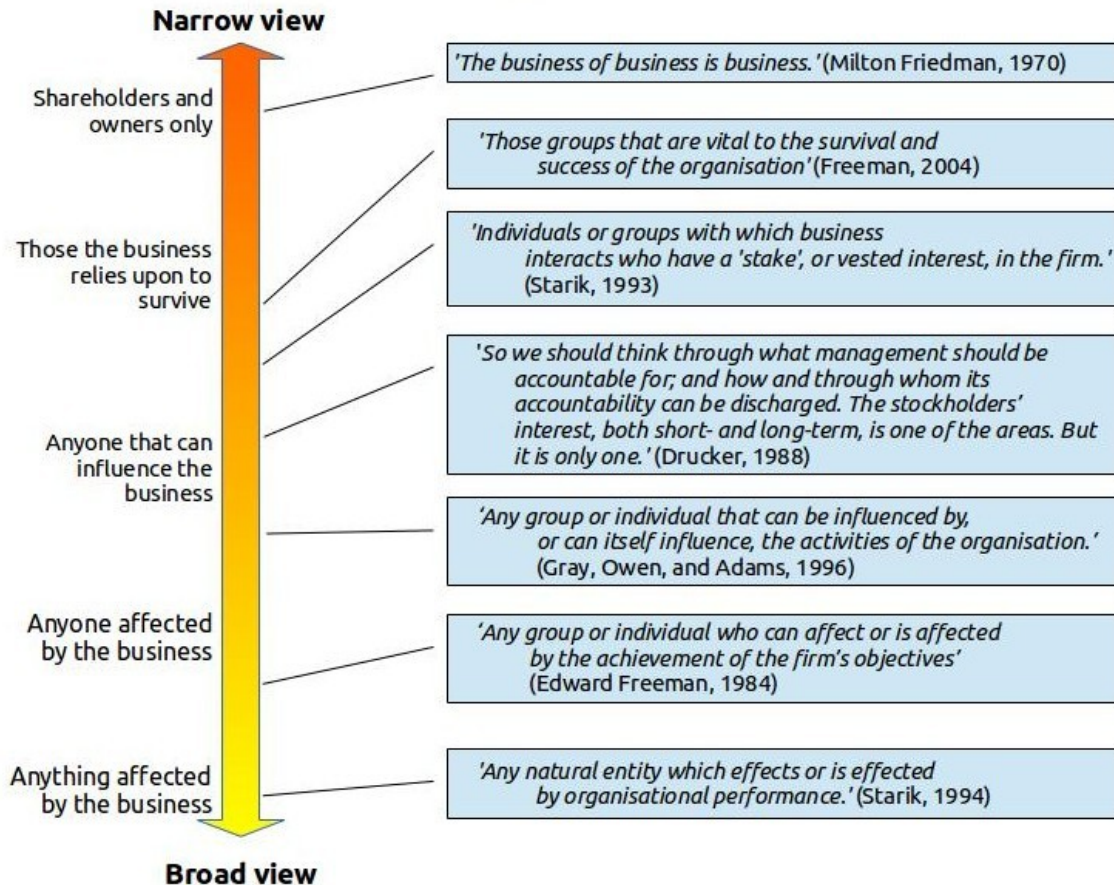 Narrow view
Shareholders and
owners only
'The business of business is business.' (Milton Friedman, 1970)
'Those groups that are vital to the survival and
success of the organisation' (Freeman, 2004)
Those the business
relies upon to
survive
'Individuals or groups with which business
interacts who have a 'stake', or vested interest, in the firm.'
(Starik, 1993)
'So we should think through what management should be
accountable for; and how and through whom its
accountability can be discharged. The stockholders'
interest, both short- and long-term, is one of the areas. But
it is only one.' (Drucker, 1988)
Anyone that can
influence the
business
‘Any group or individual that can be influenced by,
or can itself influence, the activities of the organisation.’
(Gray, Owen, and Adams, 1996)
Anyone affected
by the business
‘Any group or individual who can affect or is affected
by the achievement of the firm’s objectives’
(Edward Freeman, 1984)
Anything affected
by the business
'Any natural entity which effects or is effected
by organisational performance.' (Starik, 1994)
Broad view